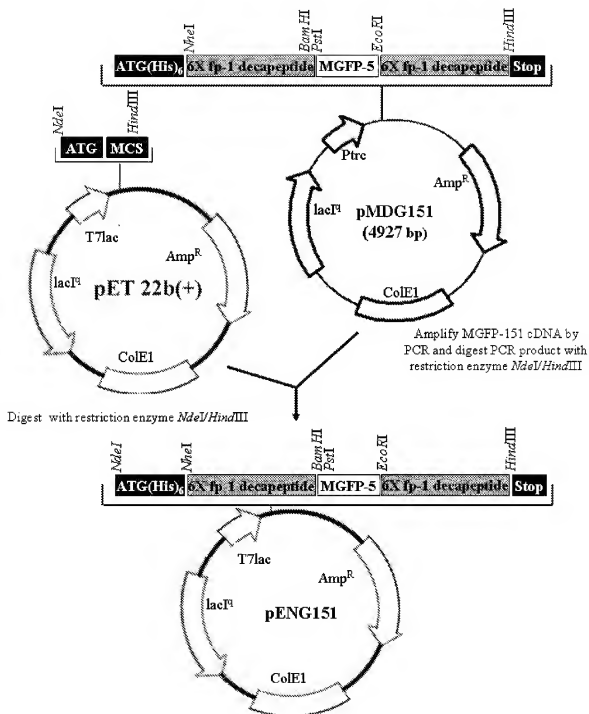 NheI
BamHI
PstI
EcoRI
HindIII
ATG(His)6 6X fp-1 decapeptide MGFP-5 6X fp-1 decapeptide Stop
NdeI
HindIII
ATG MCS
Ptrc
AmpR
lacIq
pMDG151
(4927 bp)
ColE1
T7lac
AmpR
lacIq
pET 22b(+)
ColE1
Amplify MGFP-151 cDNA by
PCR and digest PCR product with
restriction enzyme NdeI/HindIII
Digest with restriction enzyme NdeI/HindIII
NdeI
NheI
BamHI
PstI
EcoRI
HindIII
ATG(His)6 6X fp-1 decapeptide MGFP-5 6X fp-1 decapeptide Stop
T7lac
AmpR
lacIq
pENG151
ColE1